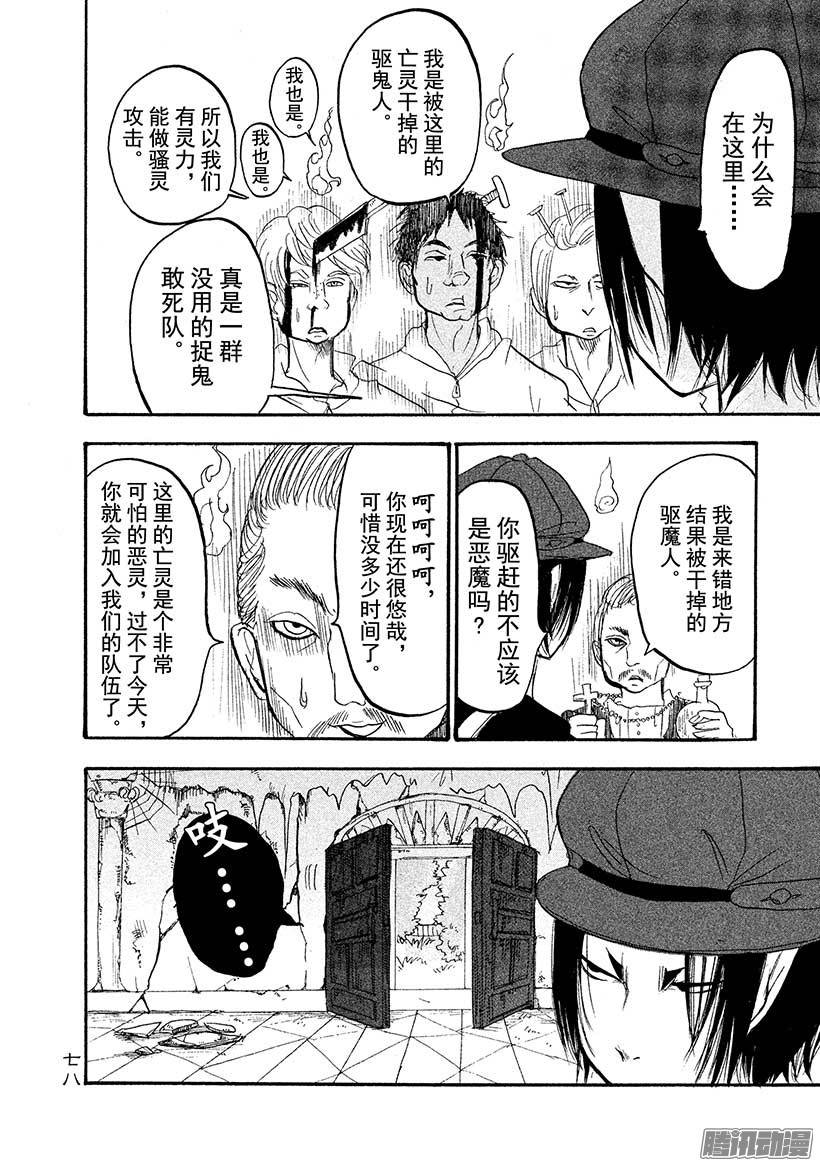 为什么会
在这里……
我是被这里的
亡灵干掉的
驱鬼人。
我也是。
我也是。
所以我们
有灵力，
能做骚灵
攻击。
真是一群
没用的捉鬼
敢死队。
我是来错地方
结果被干掉的
驱魔人。
你驱赶的不应该
是恶魔吗？
呵呵呵呵，
你现在还很悠哉，
可惜没多少时间了。
这里的亡灵是个非常
可怕的恶灵，过不了今天，
你就会加入我们的队伍了。
吱……
七八
腾讯动漫